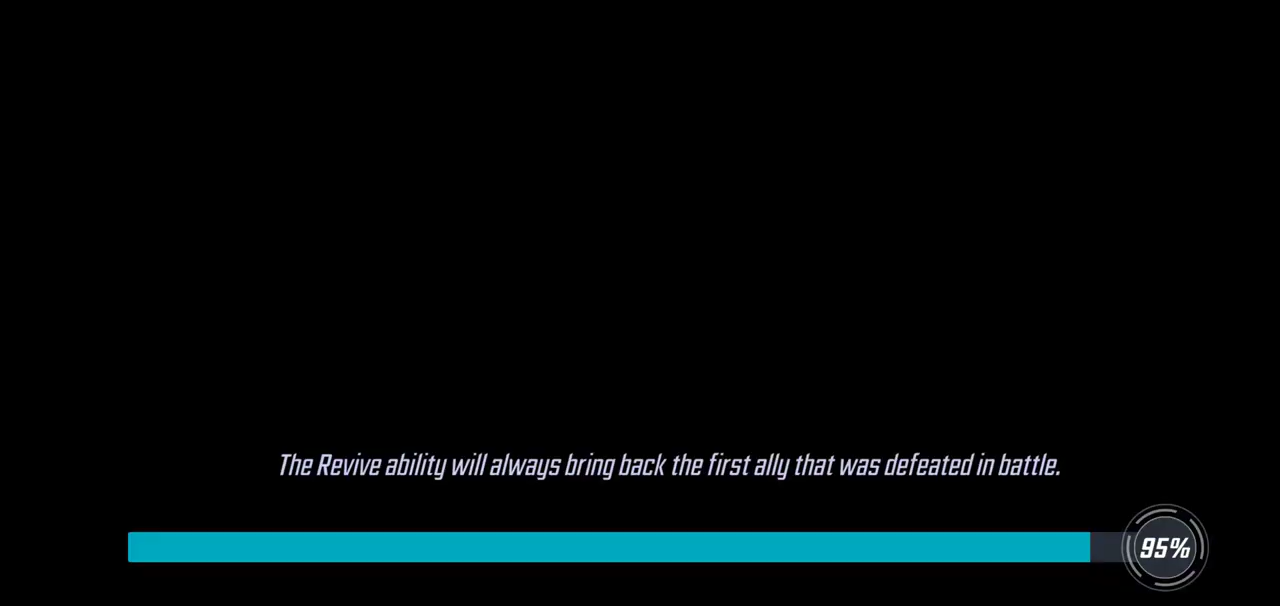 The Revive ability will always bring back the first ally that was defeated in battle.
95%